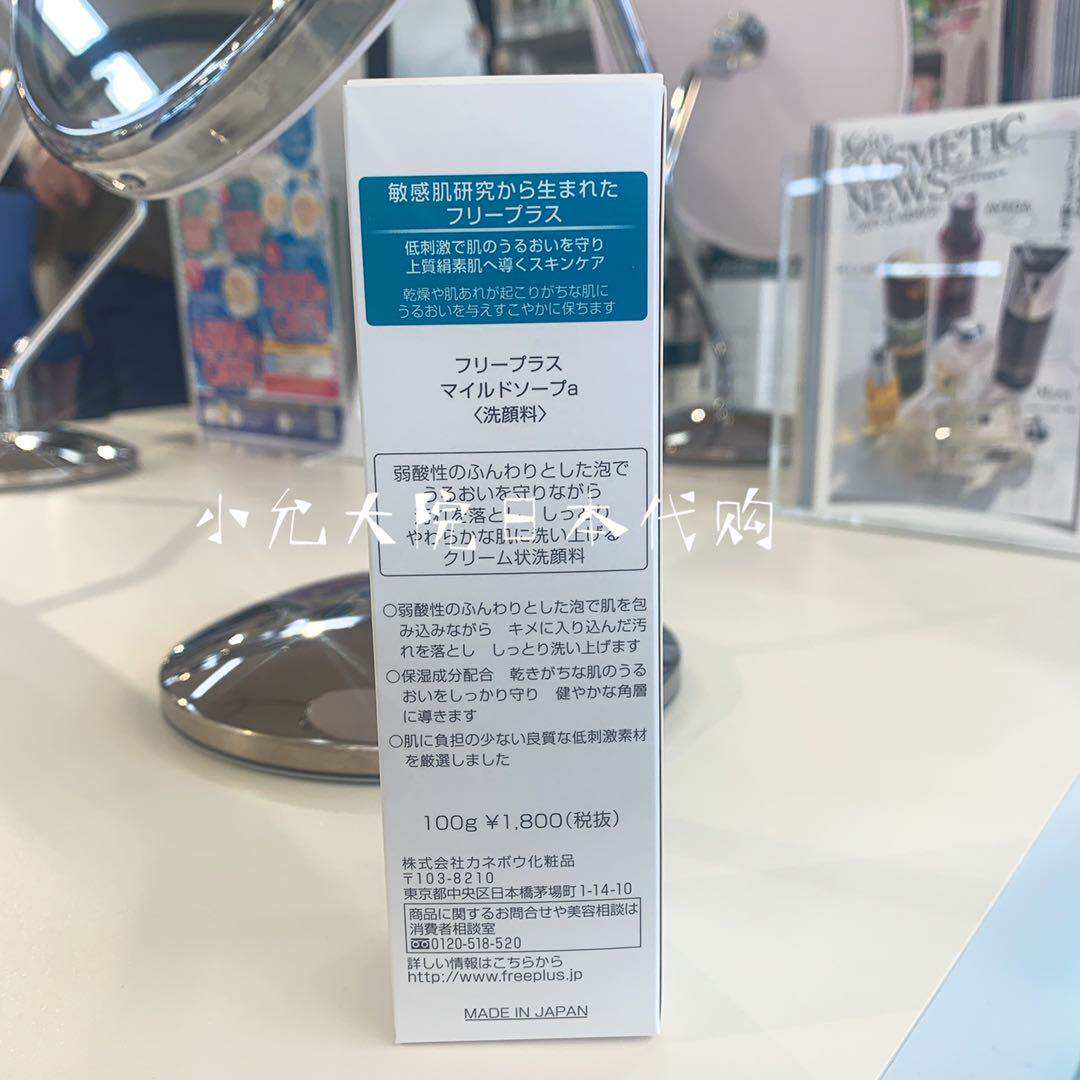 敏感肌研究から生まれた
フリープラス
低刺激で肌のうるおいを守り
上質絹素肌へ導くスキンケア
乾燥や肌あれが起こりがちな肌に
うるおいを与えすこやかに保ちます
フリープラス
マイルドソープa
〈洗顔料〉
弱酸性のふんわりとした泡で
うるおいを守りながら
汚れを落とし しっとり
やわらかな肌に洗い上げる
クリーム状洗顔料
小允大院日本代购
○弱酸性のふんわりとした泡で肌を包
み込みながら キメに入り込んだ汚
れを落とし しっとり洗い上げます
○保湿成分配合 乾きがちな肌のうる
おいをしっかり守り 健やかな角層
に導きます
○肌に負担の少ない良質な低刺激素材
を厳選しました
100g ¥1,800(税抜)
株式会社カネボウ化粧品
〒103-8210
東京都中央区日本橋茅場町1-14-10
商品に関するお問合せや美容相談は
消費者相談室
0120-518-520
詳しい情報はこちらから
http://www.freeplus.jp
MADE IN JAPAN
COSMETIC
NEWS